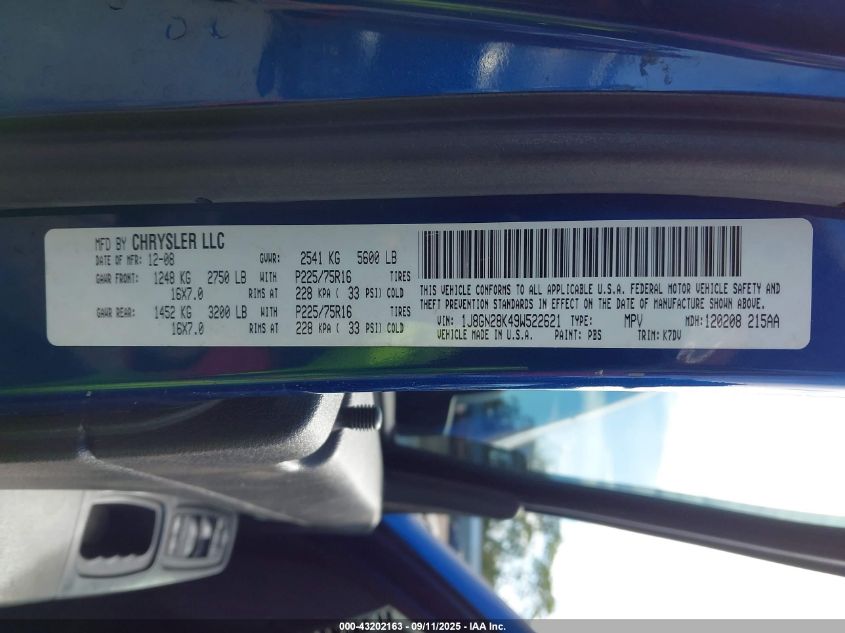 MFD BY CHRYSLER LLC
DATE OF MFR: 12-08 GVWR: 2541 KG 5600 LB
GAWR FRONT: 1248 KG 2750 LB WITH P225/75R16 TIRES
16X7.0 RIMS AT 228 KPA ( 33 PSI) COLD
GAWR REAR: 1452 KG 3200 LB WITH P225/75R16 TIRES
16X7.0 RIMS AT 228 KPA ( 33 PSI) COLD
THIS VEHICLE CONFORMS TO ALL APPLICABLE U.S.A. FEDERAL MOTOR VEHICLE SAFETY AND
THEFT PREVENTION STANDARDS IN EFFECT ON THE DATE OF MANUFACTURE SHOWN ABOVE.
VIN: 1J8GN28K49W522621 TYPE: MPV MDH: 120208 215AA
VEHICLE MADE IN U.S.A. PAINT: PBS TRIM: K7DV
000-43202163 - 09/11/2025 - IAA Inc.